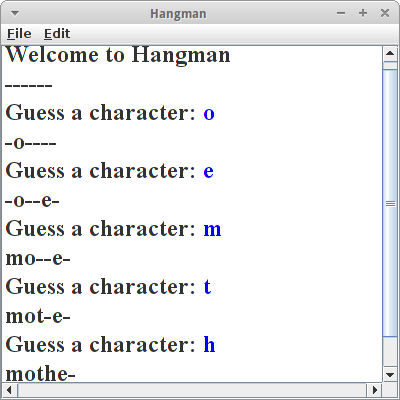 Hangman
File Edit
Welcome to Hangman
------
Guess a character: o
-o----
Guess a character: e
-o--e-
Guess a character: m
mo--e-
Guess a character: t
mot-e-
Guess a character: h
mothe-